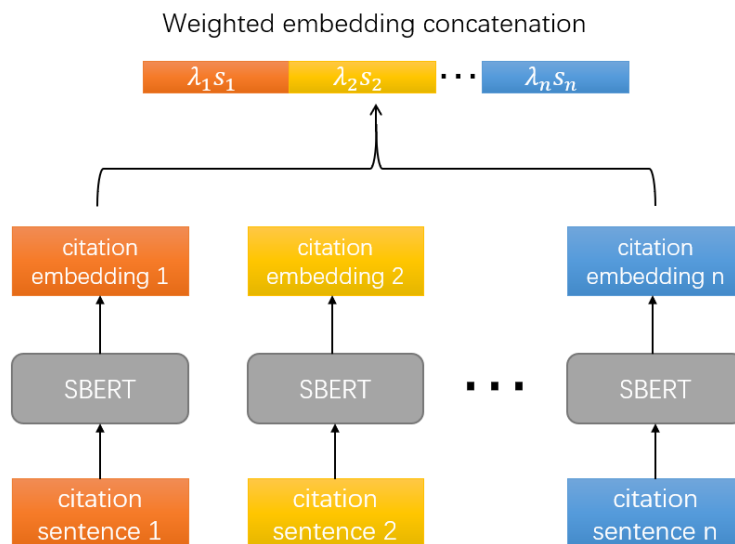 Weighted embedding concatenation
λ₁s₁ λ₂s₂ ··· λₙsₙ
citation embedding 1
citation embedding 2
citation embedding n
SBERT SBERT ··· SBERT
citation sentence 1
citation sentence 2
citation sentence n